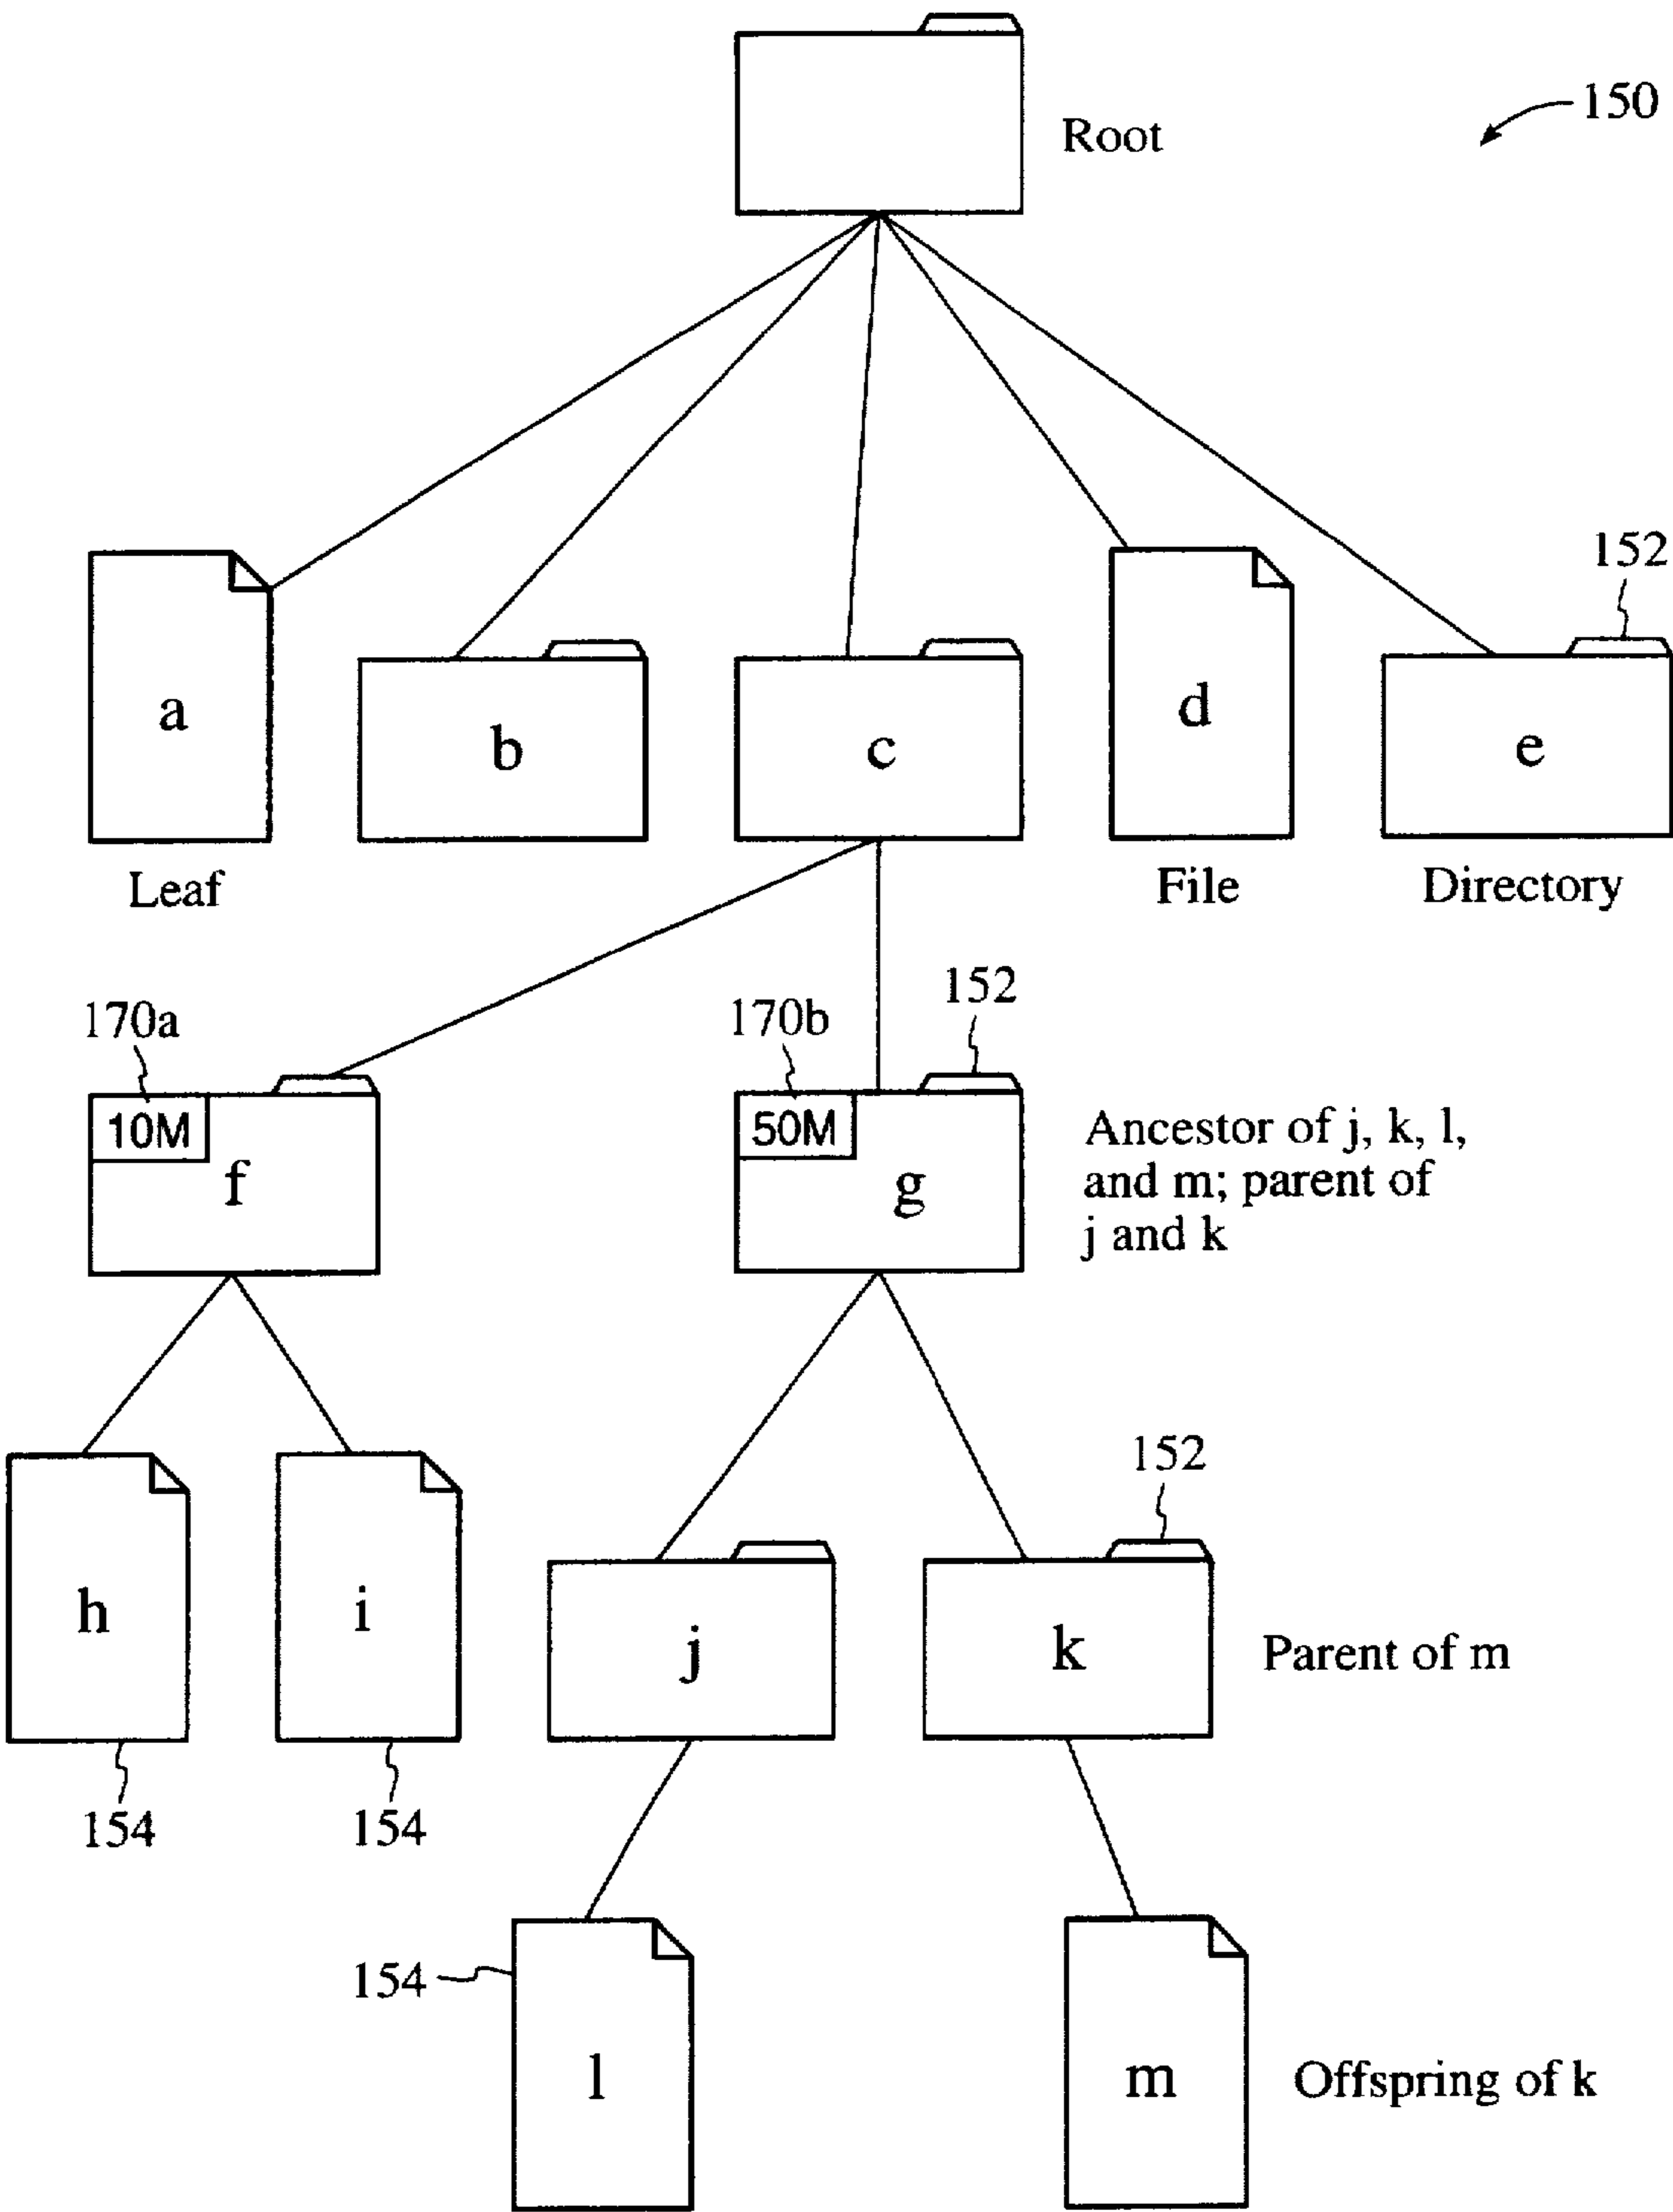 Root
150
152
a
b
c
d
e
Leaf
File
Directory
170a
170b
152
10M
f
50M
g
Ancestor of j, k, l,
and m; parent of
j and k
152
h
i
j
k
Parent of m
154
154
154
l
m
Offspring of k